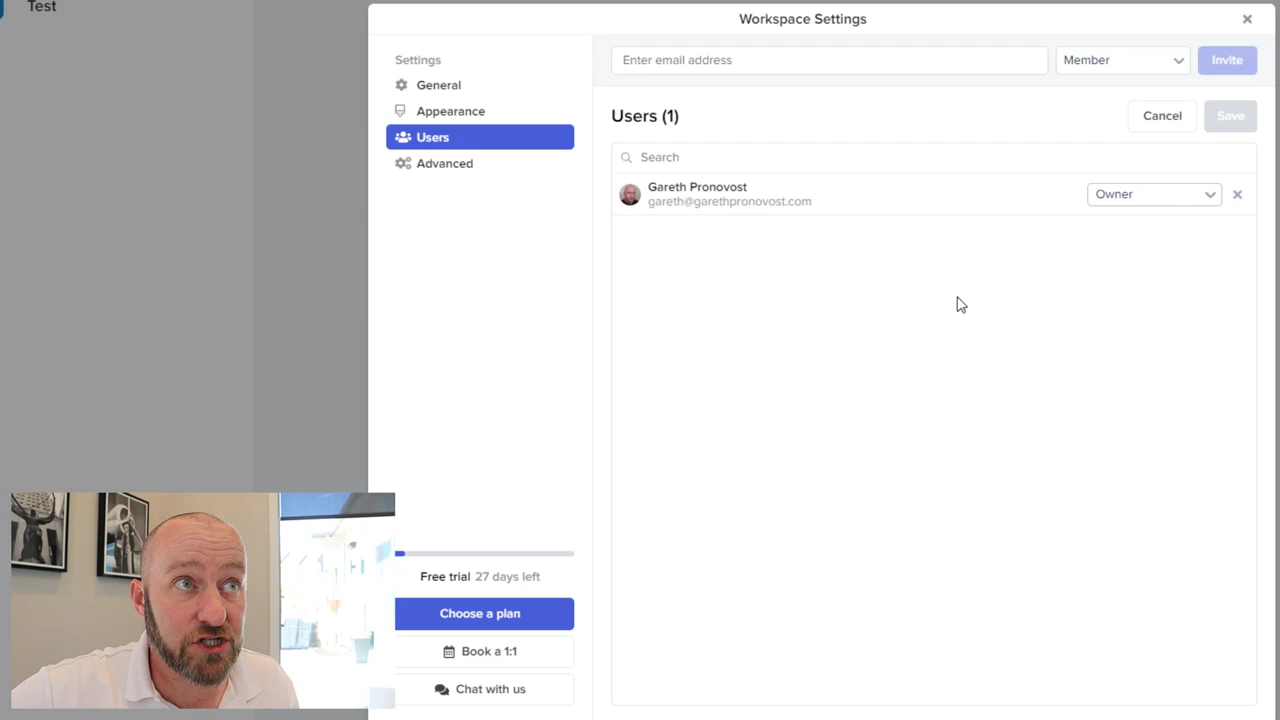 Test
Workspace Settings
Settings
General
Appearance
Users
Advanced
Enter email address
Member
Invite
Users (1)
Cancel
Save
Search
Gareth Pronovost
gareth@garethpronovost.com
Owner
Free trial 27 days left
Choose a plan
Book a 1:1
Chat with us